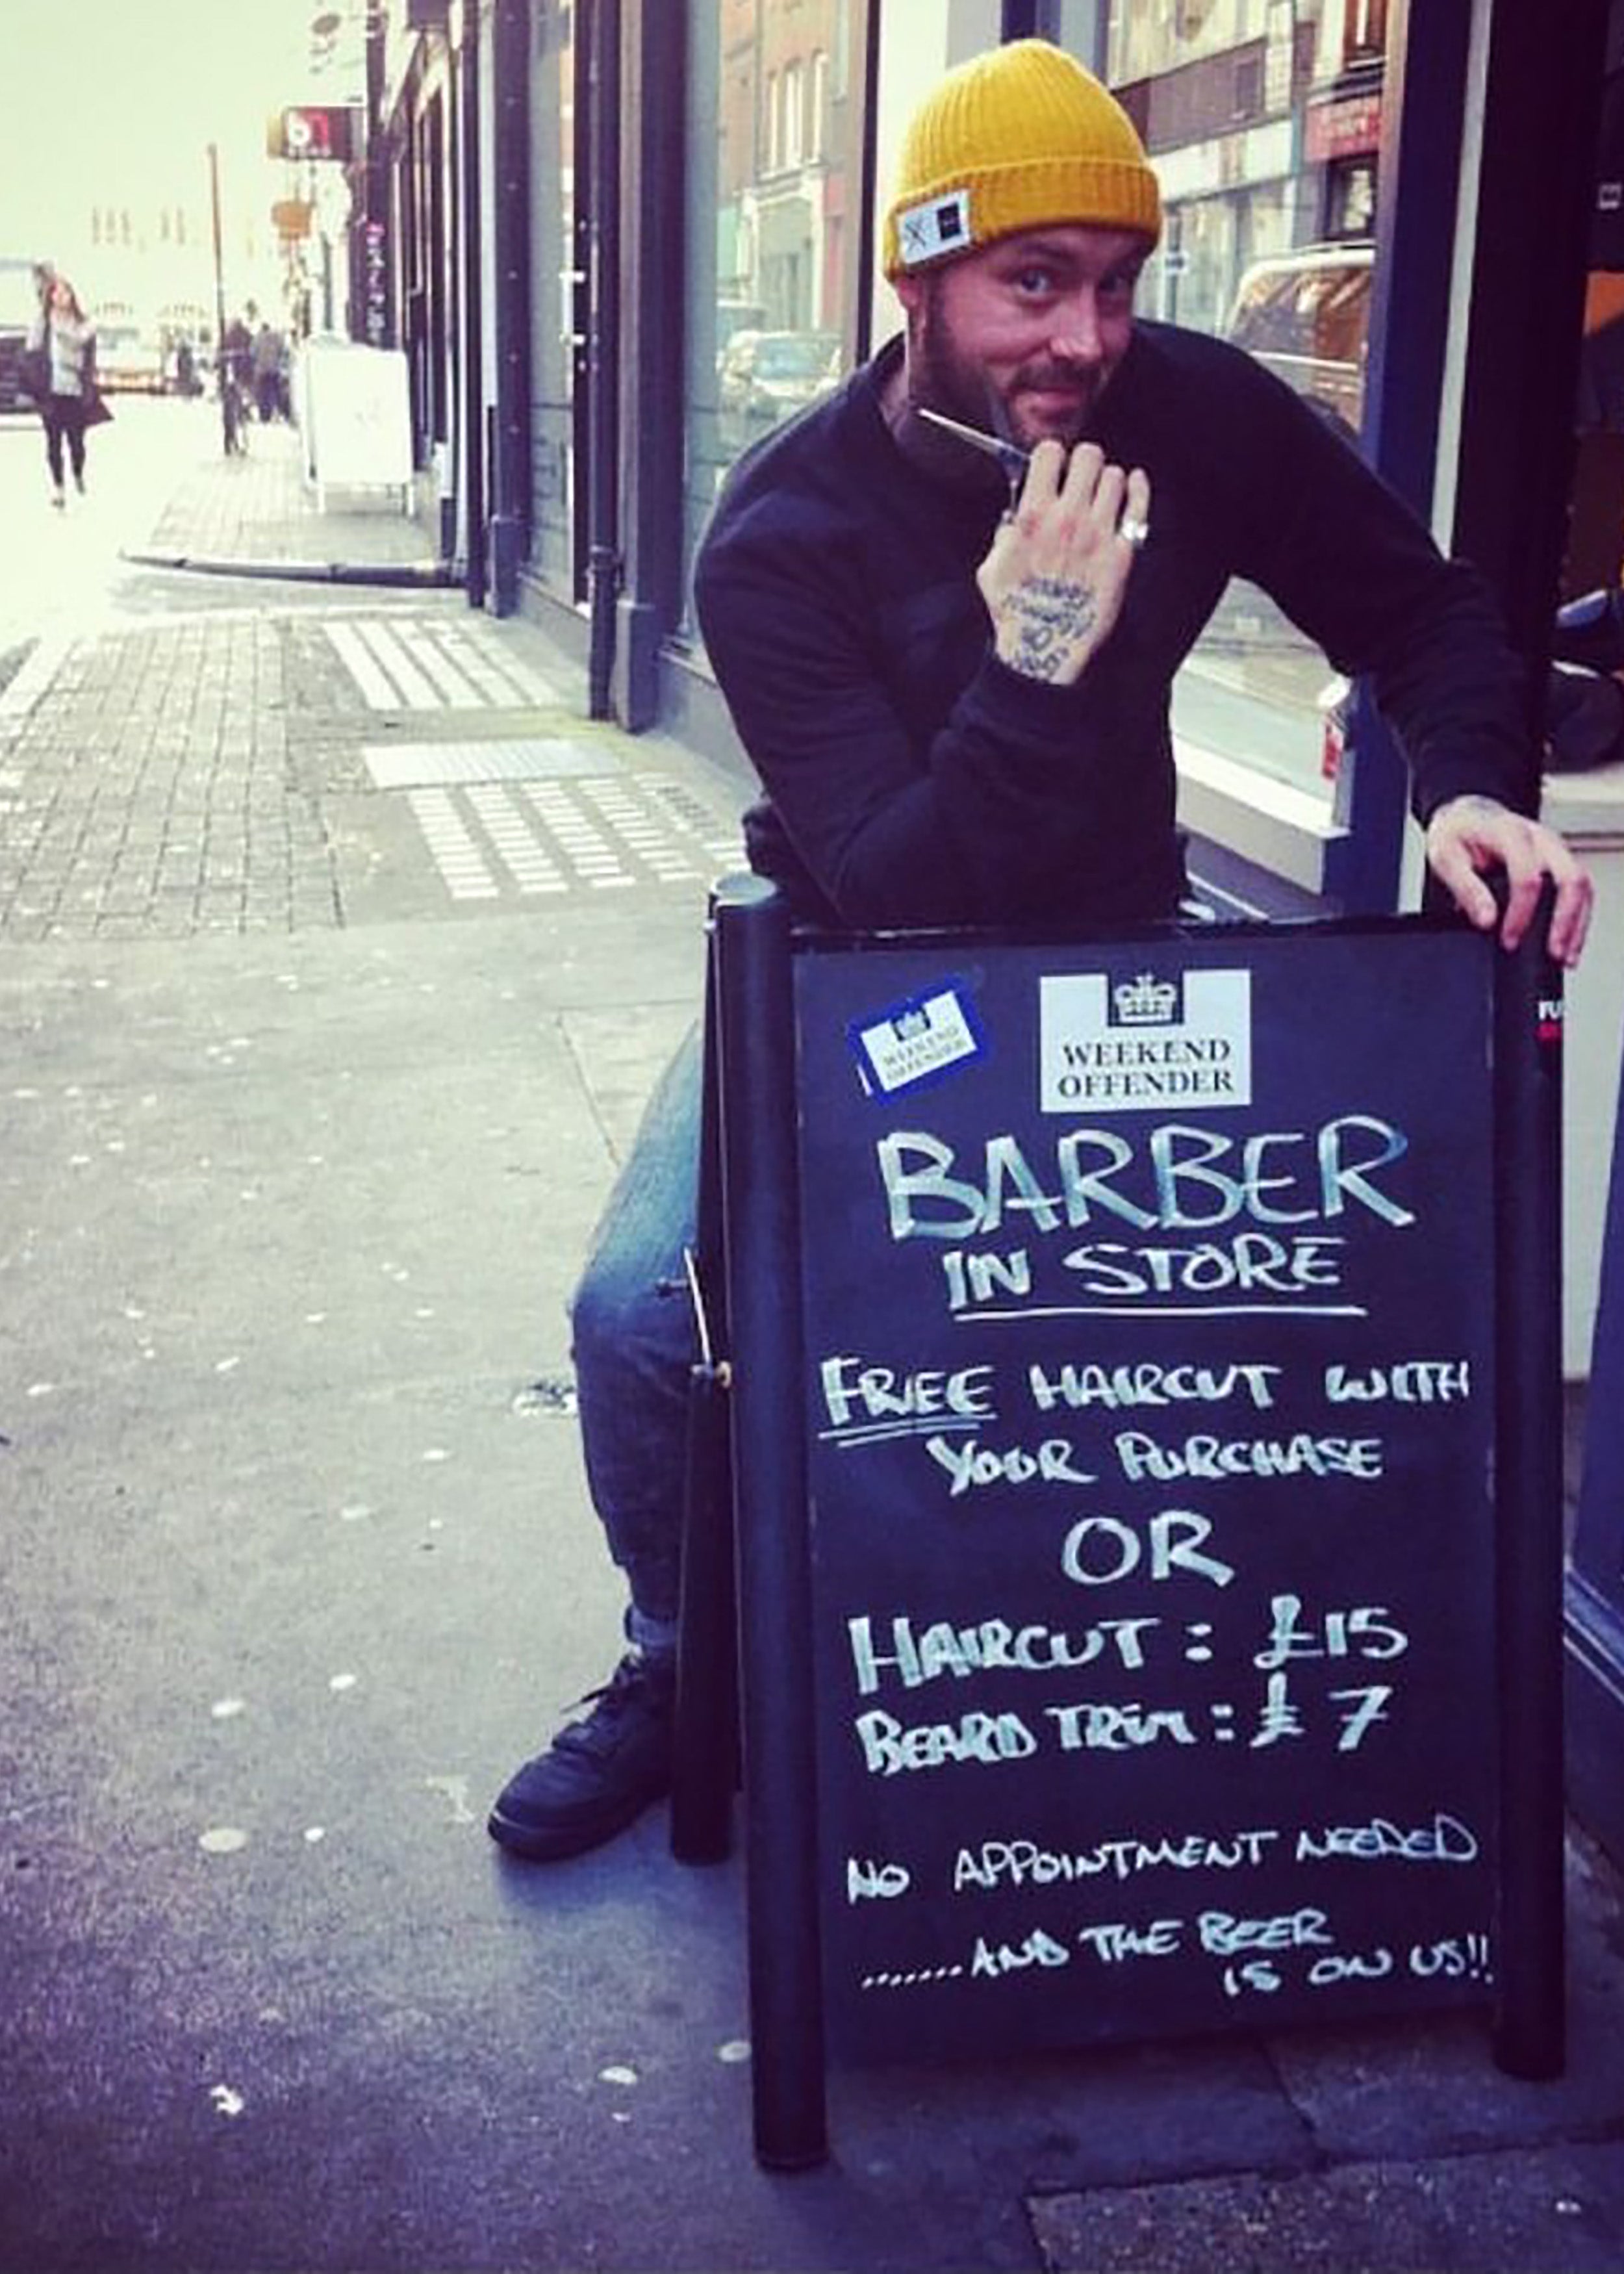 WEEKEND
OFFENDER
WEEKEND
OFFENDER
BARBER
IN STORE
FREE HAIRCUT WITH
YOUR PURCHASE
OR
HAIRCUT : £15
BEARD TRIM : £7
NO APPOINTMENT NEEDED
.......AND THE BEER
IS ON US!!